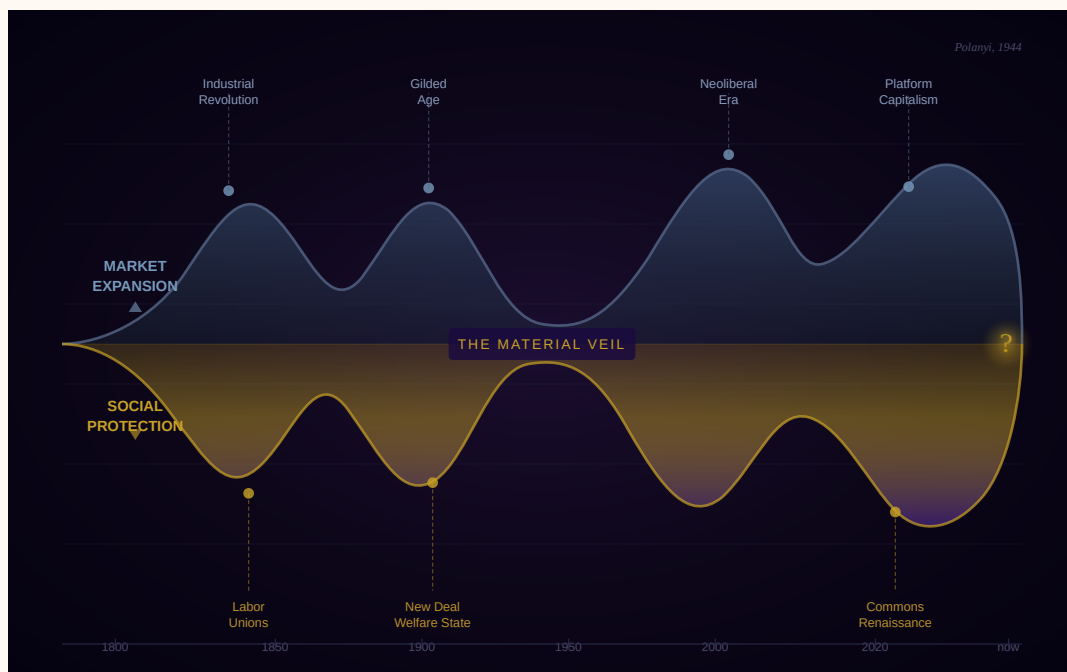 Polanyi, 1944
Industrial
Revolution
Gilded
Age
Neoliberal
Era
Platform
Capitalism
MARKET
EXPANSION
THE MATERIAL VEIL
?
SOCIAL
PROTECTION
Labor
Unions
New Deal
Welfare State
Commons
Renaissance
1800 1850 1900 1950 2000 2020 now